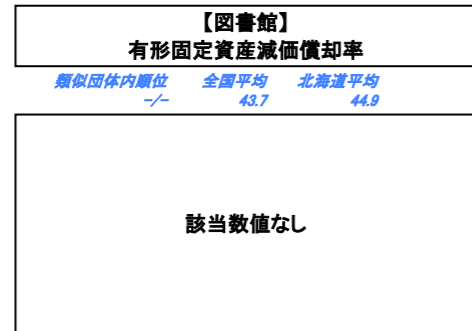 【図書館】
有形固定資産減価償却率
類似団体内順位 全国平均 北海道平均
-/- 43.7 44.9
該当数値なし